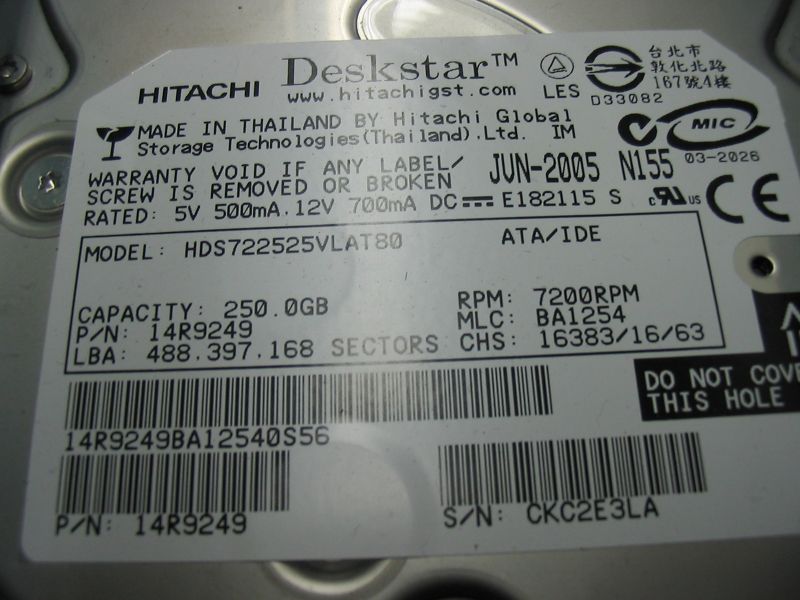 HITACHI Deskstar™
www.hitachigst.com
LES
D33082
台北市
敦化北路
167號4樓
MADE IN THAILAND BY Hitachi Global
Storage Technologies(Thailand).Ltd. IM
MIC
03-2026
WARRANTY VOID IF ANY LABEL/
SCREW IS REMOVED OR BROKEN
JUN-2005 N155
RATED: 5V 500mA.12V 700mA DC E182115 S
c RU us
CE
MODEL: HDS722525VLAT80 ATA/IDE
CAPACITY: 250.0GB RPM: 7200RPM
P/N: 14R9249 MLC: BA1254
LBA: 488.397.168 SECTORS CHS: 16383/16/63
DO NOT COVE
THIS HOLE
14R9249BA12540S56
P/N: 14R9249
S/N: CKC2E3LA